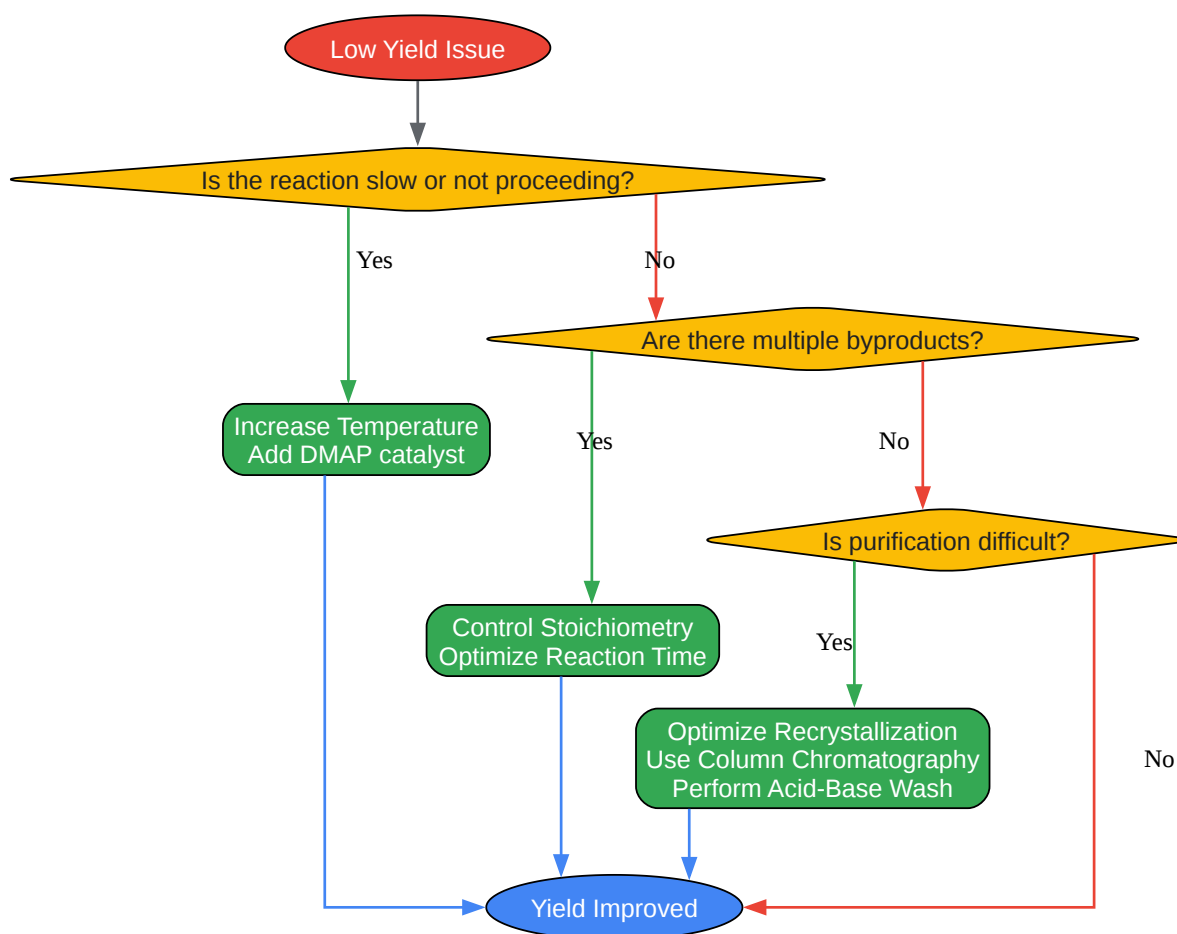 Low Yield Issue
Is the reaction slow or not proceeding?
Yes
No
Are there multiple byproducts?
Increase Temperature
Add DMAP catalyst
Yes
No
Is purification difficult?
Control Stoichiometry
Optimize Reaction Time
Yes
Optimize Recrystallization
Use Column Chromatography
Perform Acid-Base Wash
No
Yield Improved